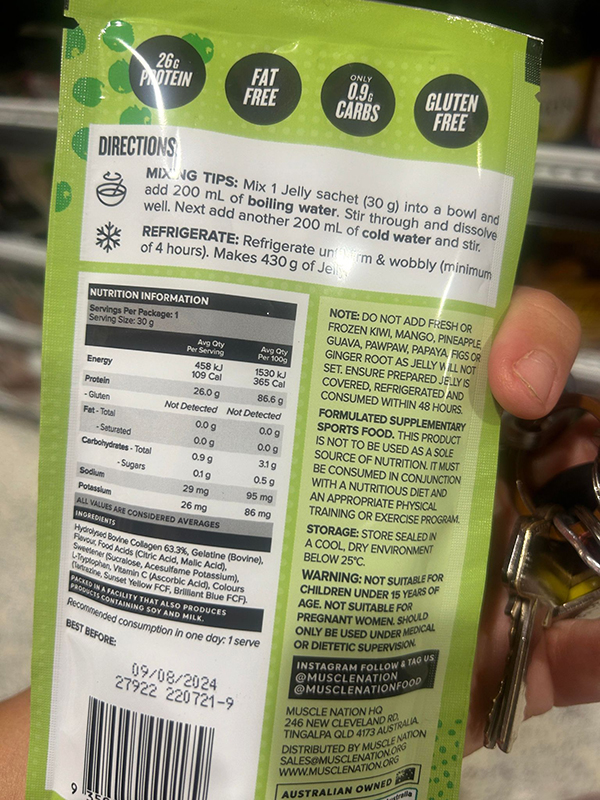 26G
PROTEIN
FAT
FREE
ONLY
0.9G
CARBS
GLUTEN
FREE
DIRECTIONS
MIXING TIPS: Mix 1 Jelly sachet (30 g) into a bowl and
add 200 mL of boiling water. Stir through and dissolve
well. Next add another 200 mL of cold water and stir.
REFRIGERATE: Refrigerate until firm & wobbly (minimum
of 4 hours). Makes 430 g of Jelly
NUTRITION INFORMATION
Servings Per Package: 1
Serving Size: 30 g
Avg Qty Per Serving Avg Qty Per 100g
Energy 458 kJ 1530 kJ
109 Cal 365 Cal
Protein 26.0 g 86.6 g
- Gluten Not Detected Not Detected
Fat - Total 0.0 g 0.0 g
- Saturated 0.0 g 0.0 g
Carbohydrates - Total 0.9 g 3.1 g
- Sugars 0.1 g 0.5 g
Sodium 29 mg 95 mg
Potassium 26 mg 86 mg
ALL VALUES ARE CONSIDERED AVERAGES
INGREDIENTS
Hydrolysed Bovine Collagen 63.3%, Gelatine (Bovine),
Flavour, Food Acids (Citric Acid, Malic Acid),
Sweetener (Sucralose, Acesulfame Potassium),
L-Tryptophan, Vitamin C (Ascorbic Acid), Colours
(Tartrazine, Sunset Yellow FCF, Brilliant Blue FCF).
PACKED IN A FACILITY THAT ALSO PRODUCES
PRODUCTS CONTAINING SOY AND MILK.
Recommended consumption in one day: 1 serve
BEST BEFORE:
09/08/2024
27922 220721-9
NOTE: DO NOT ADD FRESH OR
FROZEN KIWI, MANGO, PINEAPPLE,
GUAVA, PAWPAW, PAPAYA, FIGS OR
GINGER ROOT AS JELLY WILL NOT
SET. ENSURE PREPARED JELLY IS
COVERED, REFRIGERATED AND
CONSUMED WITHIN 48 HOURS.
FORMULATED SUPPLEMENTARY
SPORTS FOOD. THIS PRODUCT
IS NOT TO BE USED AS A SOLE
SOURCE OF NUTRITION. IT MUST
BE CONSUMED IN CONJUNCTION
WITH A NUTRITIOUS DIET AND
AN APPROPRIATE PHYSICAL
TRAINING OR EXERCISE PROGRAM.
STORAGE: STORE SEALED IN
A COOL, DRY ENVIRONMENT
BELOW 25°C.
WARNING: NOT SUITABLE FOR
CHILDREN UNDER 15 YEARS OF
AGE. NOT SUITABLE FOR
PREGNANT WOMEN. SHOULD
ONLY BE USED UNDER MEDICAL
OR DIETETIC SUPERVISION.
INSTAGRAM FOLLOW & TAG US
@MUSCLENATION
@MUSCLENATIONFOOD
MUSCLE NATION HQ
246 NEW CLEVELAND RD,
TINGALPA QLD 4173 AUSTRALIA.
DISTRIBUTED BY MUSCLE NATION
SALES@MUSCLENATION.ORG
WWW.MUSCLENATION.ORG
AUSTRALIAN OWNED